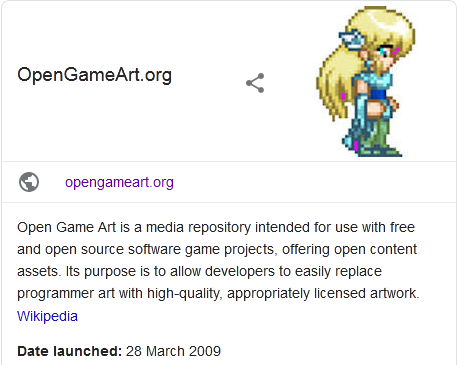 OpenGameArt.org
opengameart.org
Open Game Art is a media repository intended for use with free
and open source software game projects, offering open content
assets. Its purpose is to allow developers to easily replace
programmer art with high-quality, appropriately licensed artwork.
Wikipedia
Date launched: 28 March 2009